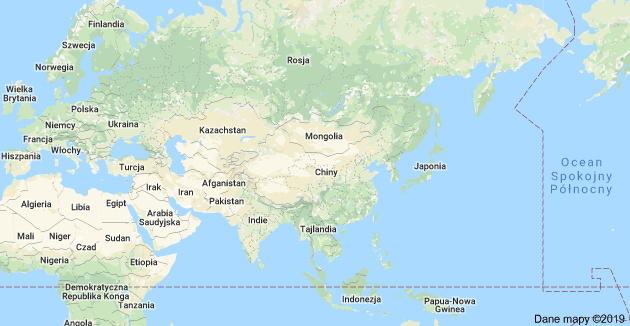 Finlandia
Szwecja
Norwegia
Rosja
Wielka
Brytania
Polska
Niemcy
Ukraina
Kazachstan
Mongolia
Francja
Włochy
Hiszpania
Turcja
Japonia
Ocean
Spokojny
Północny
Chiny
Afganistan
Irak
Iran
Pakistan
Algieria
Libia
Egipt
Arabia
Saudyjska
Indie
Tajlandia
Mali
Niger
Czad
Sudan
Nigeria
Etiopia
Demokratyczna
Republika Konga
Tanzania
Indonezja
Papua-Nowa
Gwinea
Angola
Dane mapy ©2019